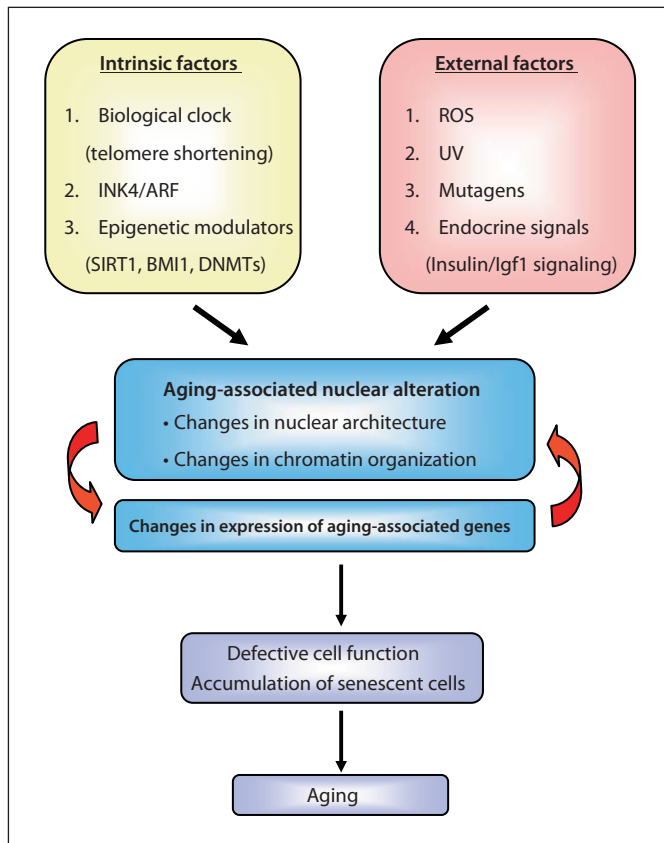 Intrinsic factors
1. Biological clock
(telomere shortening)
2. INK4/ARF
3. Epigenetic modulators
(SIRT1, BMI1, DNMTs)
External factors
1. ROS
2. UV
3. Mutagens
4. Endocrine signals
(Insulin/Igf1 signaling)
Aging-associated nuclear alteration
• Changes in nuclear architecture
• Changes in chromatin organization
Changes in expression of aging-associated genes
Defective cell function
Accumulation of senescent cells
Aging